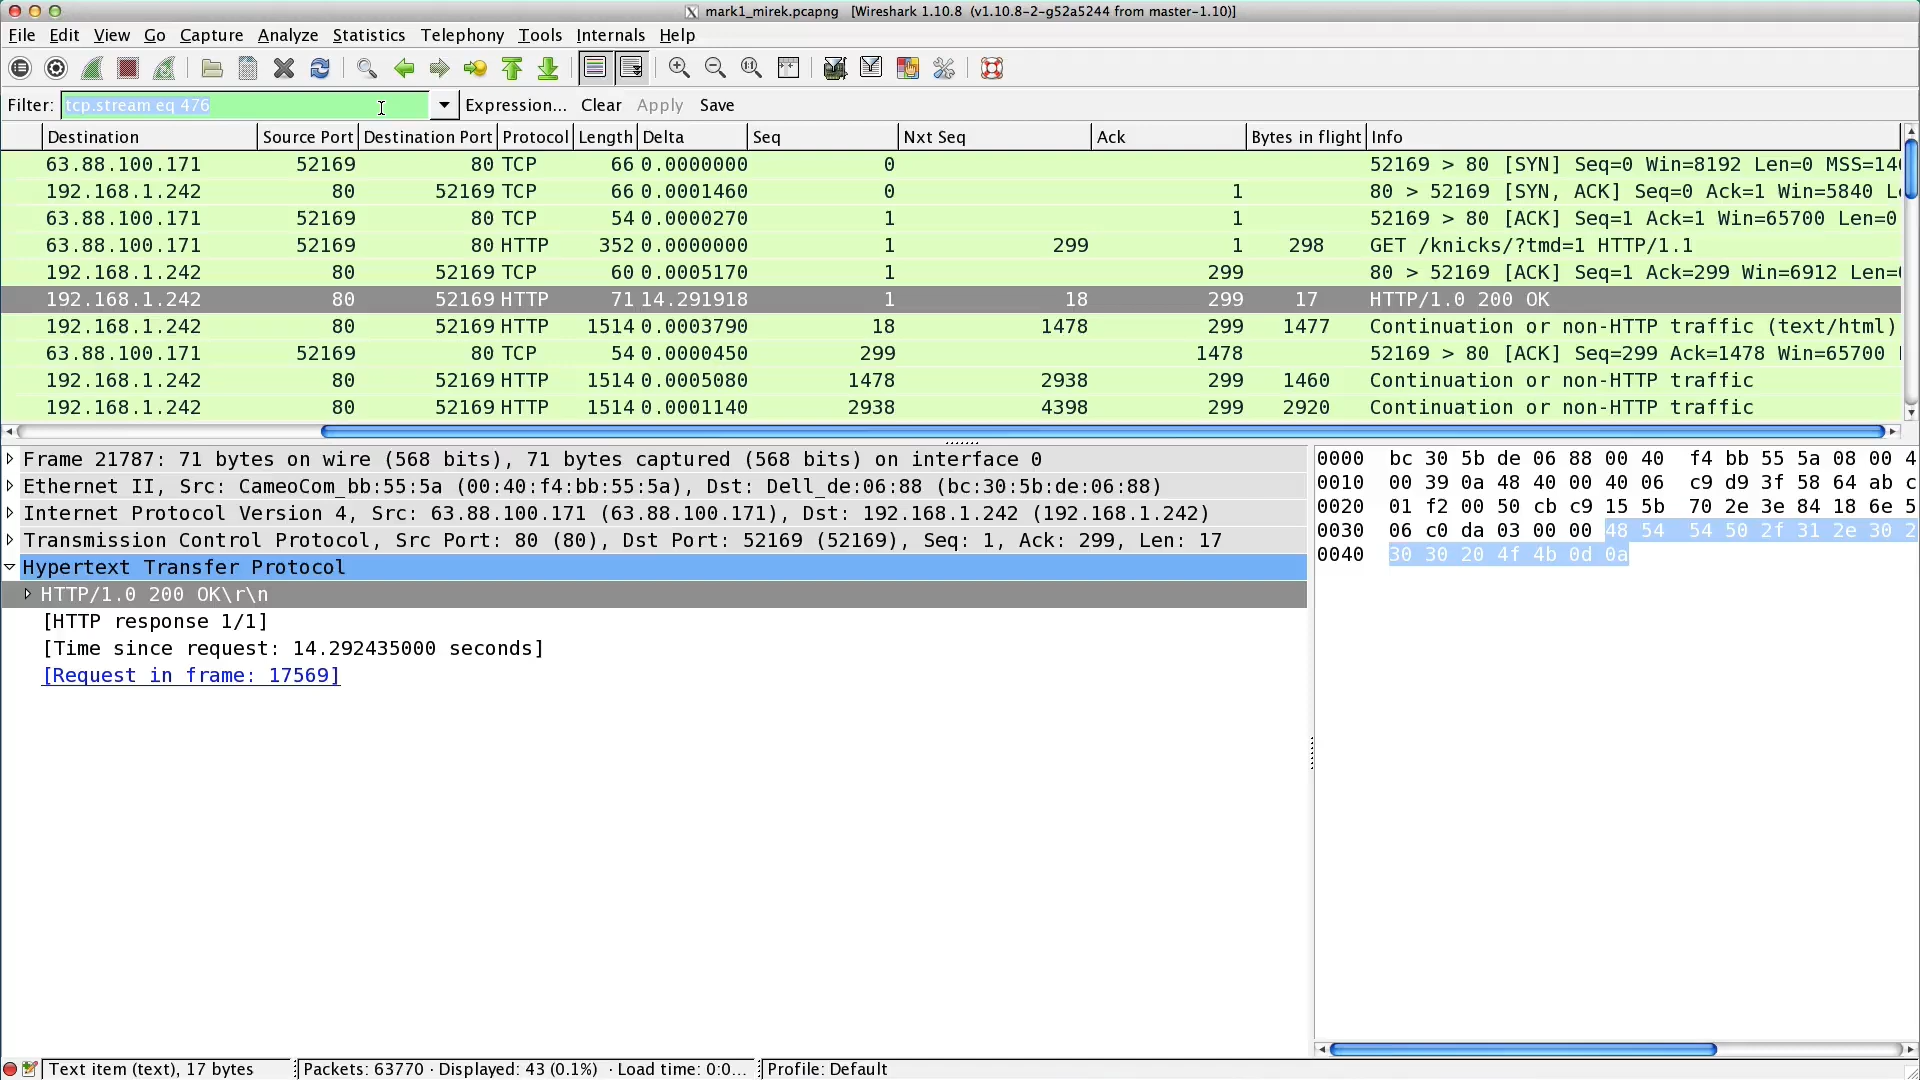 mark1_mirek.pcapng [Wireshark 1.10.8 (v1.10.8-2-g52a5244 from master-1.10)]
File Edit View Go Capture Analyze Statistics Telephony Tools Internals Help
Filter: tcp.stream eq 476 Expression... Clear Apply Save
Destination Source Port Destination Port Protocol Length Delta Seq Nxt Seq Ack Bytes in flight Info
63.88.100.171 52169 80 TCP 66 0.0000000 0 52169 > 80 [SYN] Seq=0 Win=8192 Len=0 MSS=14
192.168.1.242 80 52169 TCP 66 0.0001460 0 1 80 > 52169 [SYN, ACK] Seq=0 Ack=1 Win=5840 L
63.88.100.171 52169 80 TCP 54 0.0000270 1 1 52169 > 80 [ACK] Seq=1 Ack=1 Win=65700 Len=0
63.88.100.171 52169 80 HTTP 352 0.0000000 1 299 1 298 GET /knicks/?tmd=1 HTTP/1.1
192.168.1.242 80 52169 TCP 60 0.0005170 1 299 80 > 52169 [ACK] Seq=1 Ack=299 Win=6912 Len=
192.168.1.242 80 52169 HTTP 71 14.291918 1 18 299 17 HTTP/1.0 200 OK
192.168.1.242 80 52169 HTTP 1514 0.0003790 18 1478 299 1477 Continuation or non-HTTP traffic (text/html)
63.88.100.171 52169 80 TCP 54 0.0000450 299 1478 52169 > 80 [ACK] Seq=299 Ack=1478 Win=65700
192.168.1.242 80 52169 HTTP 1514 0.0005080 1478 2938 299 1460 Continuation or non-HTTP traffic
192.168.1.242 80 52169 HTTP 1514 0.0001140 2938 4398 299 2920 Continuation or non-HTTP traffic
Frame 21787: 71 bytes on wire (568 bits), 71 bytes captured (568 bits) on interface 0
Ethernet II, Src: CameoCom_bb:55:5a (00:40:f4:bb:55:5a), Dst: Dell_de:06:88 (bc:30:5b:de:06:88)
Internet Protocol Version 4, Src: 63.88.100.171 (63.88.100.171), Dst: 192.168.1.242 (192.168.1.242)
Transmission Control Protocol, Src Port: 80 (80), Dst Port: 52169 (52169), Seq: 1, Ack: 299, Len: 17
Hypertext Transfer Protocol
HTTP/1.0 200 OK\r\n
[HTTP response 1/1]
[Time since request: 14.292435000 seconds]
[Request in frame: 17569]
0000 bc 30 5b de 06 88 00 40 f4 bb 55 5a 08 00 4
0010 00 39 0a 48 40 00 40 06 c9 d9 3f 58 64 ab c
0020 01 f2 00 50 cb c9 15 5b 70 2e 3e 84 18 6e 5
0030 06 c0 da 03 00 00 48 54 54 50 2f 31 2e 30 2
0040 30 30 20 4f 4b 0d 0a
Text item (text), 17 bytes Packets: 63770 · Displayed: 43 (0.1%) · Load time: 0:0... Profile: Default